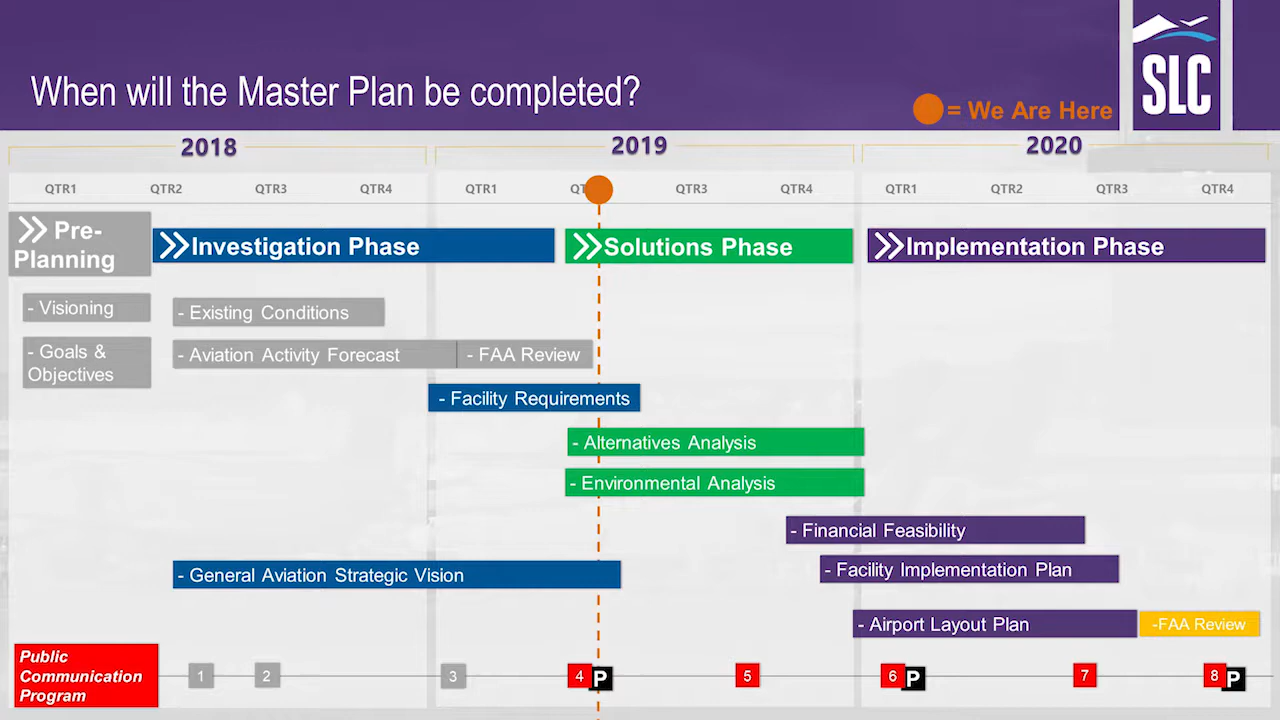 When will the Master Plan be completed?
= We Are Here
SLC
2018
2019
2020
QTR1 QTR2 QTR3 QTR4 QTR1 QTR3 QTR4 QTR1 QTR2 QTR3 QTR4
Pre-
Planning
Investigation Phase
Solutions Phase
Implementation Phase
- Visioning
- Existing Conditions
- Goals &
Objectives
- Aviation Activity Forecast
- FAA Review
- Facility Requirements
- Alternatives Analysis
- Environmental Analysis
- Financial Feasibility
- Facility Implementation Plan
- General Aviation Strategic Vision
- Airport Layout Plan
-FAA Review
Public
Communication
Program
1 2 3 4 P 5 6 P 7 8 P